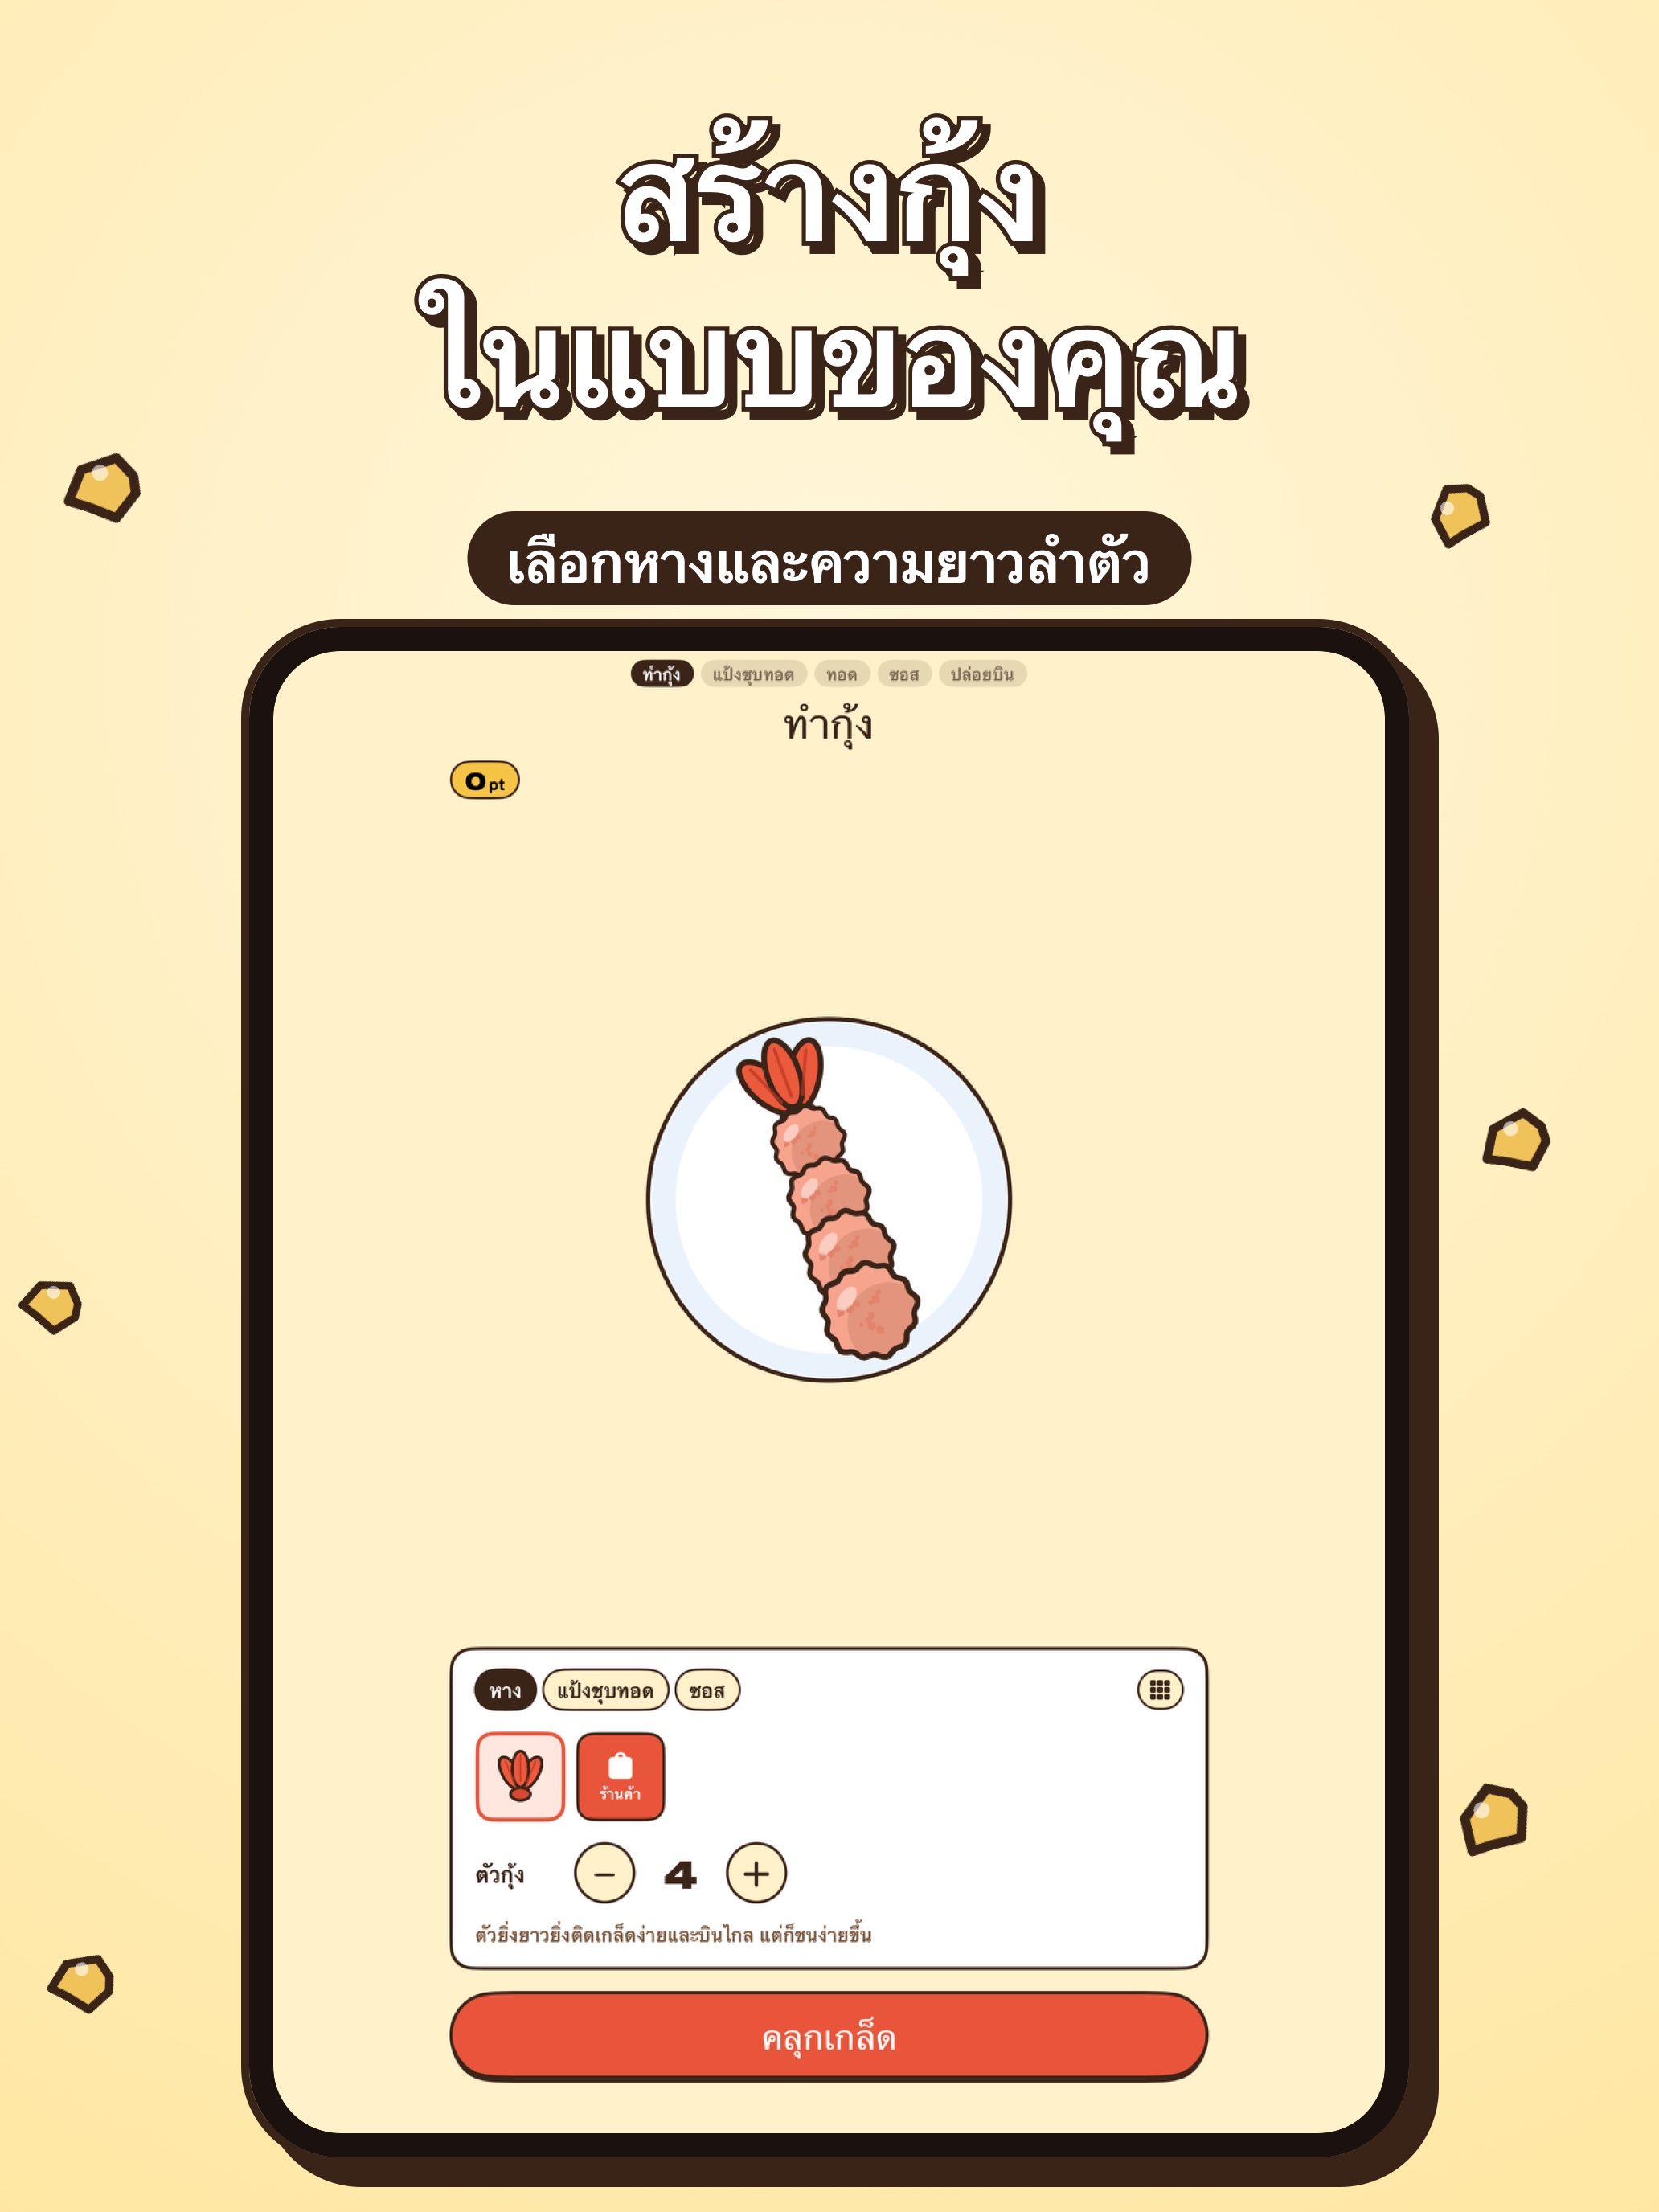 สร้างกุ้ง
ในแบบของคุณ
เลือกหางและความยาวลำตัว
ทำกุ้ง แป้งชุบทอด ทอด ซอส ปล่อยบิน
ทำกุ้ง
0pt
หาง แป้งชุบทอด ซอส
ร้านค้า
ตัวกุ้ง − 4 +
ตัวยิ่งยาวยิ่งติดเกล็ดง่ายและบินไกล แต่ก็ชนง่ายขึ้น
คลุกเกล็ด